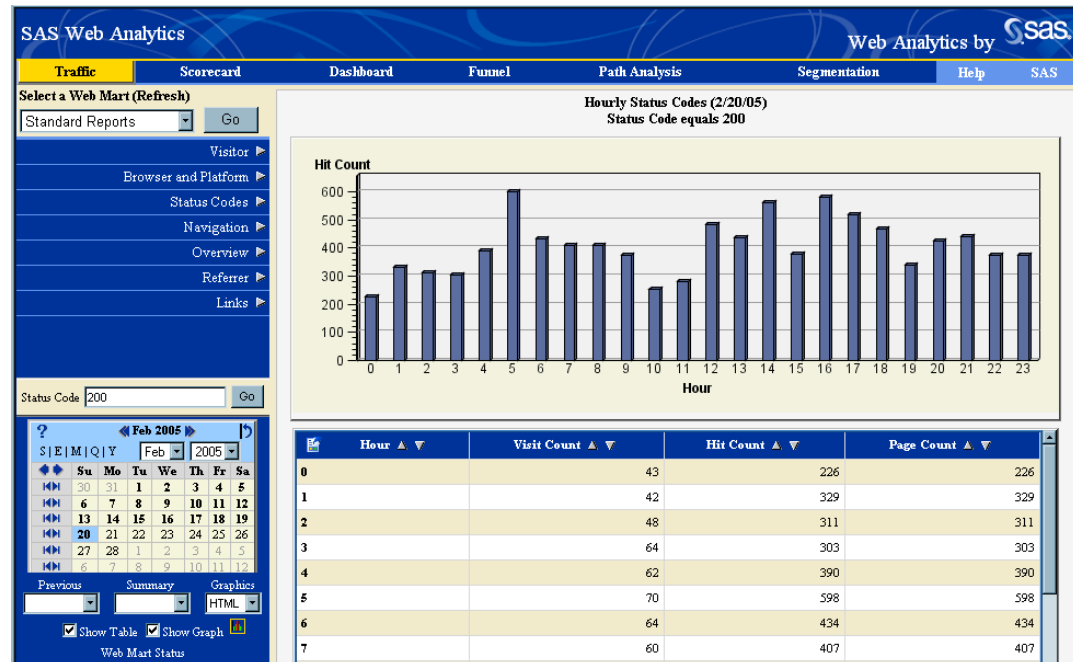 SAS Web Analytics
Web Analytics by sas.
Traffic Scorecard Dashboard Funnel Path Analysis Segmentation Help SAS
Select a Web Mart (Refresh)
Standard Reports Go
Visitor
Browser and Platform
Status Codes
Navigation
Overview
Referrer
Links
Status Code 200 Go
? Feb 2005
S|E|M|Q|Y Feb 2005
Su Mo Tu We Th Fr Sa
30 31 1 2 3 4 5
6 7 8 9 10 11 12
13 14 15 16 17 18 19
20 21 22 23 24 25 26
27 28 1 2 3 4 5
6 7 8 9 10 11 12
Previous Summary Graphics
HTML
Show Table Show Graph
Web Mart Status
Hourly Status Codes (2/20/05)
Status Code equals 200
Hit Count
600
500
400
300
200
100
0
0 1 2 3 4 5 6 7 8 9 10 11 12 13 14 15 16 17 18 19 20 21 22 23
Hour
Hour Visit Count Hit Count Page Count
0 43 226 226
1 42 329 329
2 48 311 311
3 64 303 303
4 62 390 390
5 70 598 598
6 64 434 434
7 60 407 407